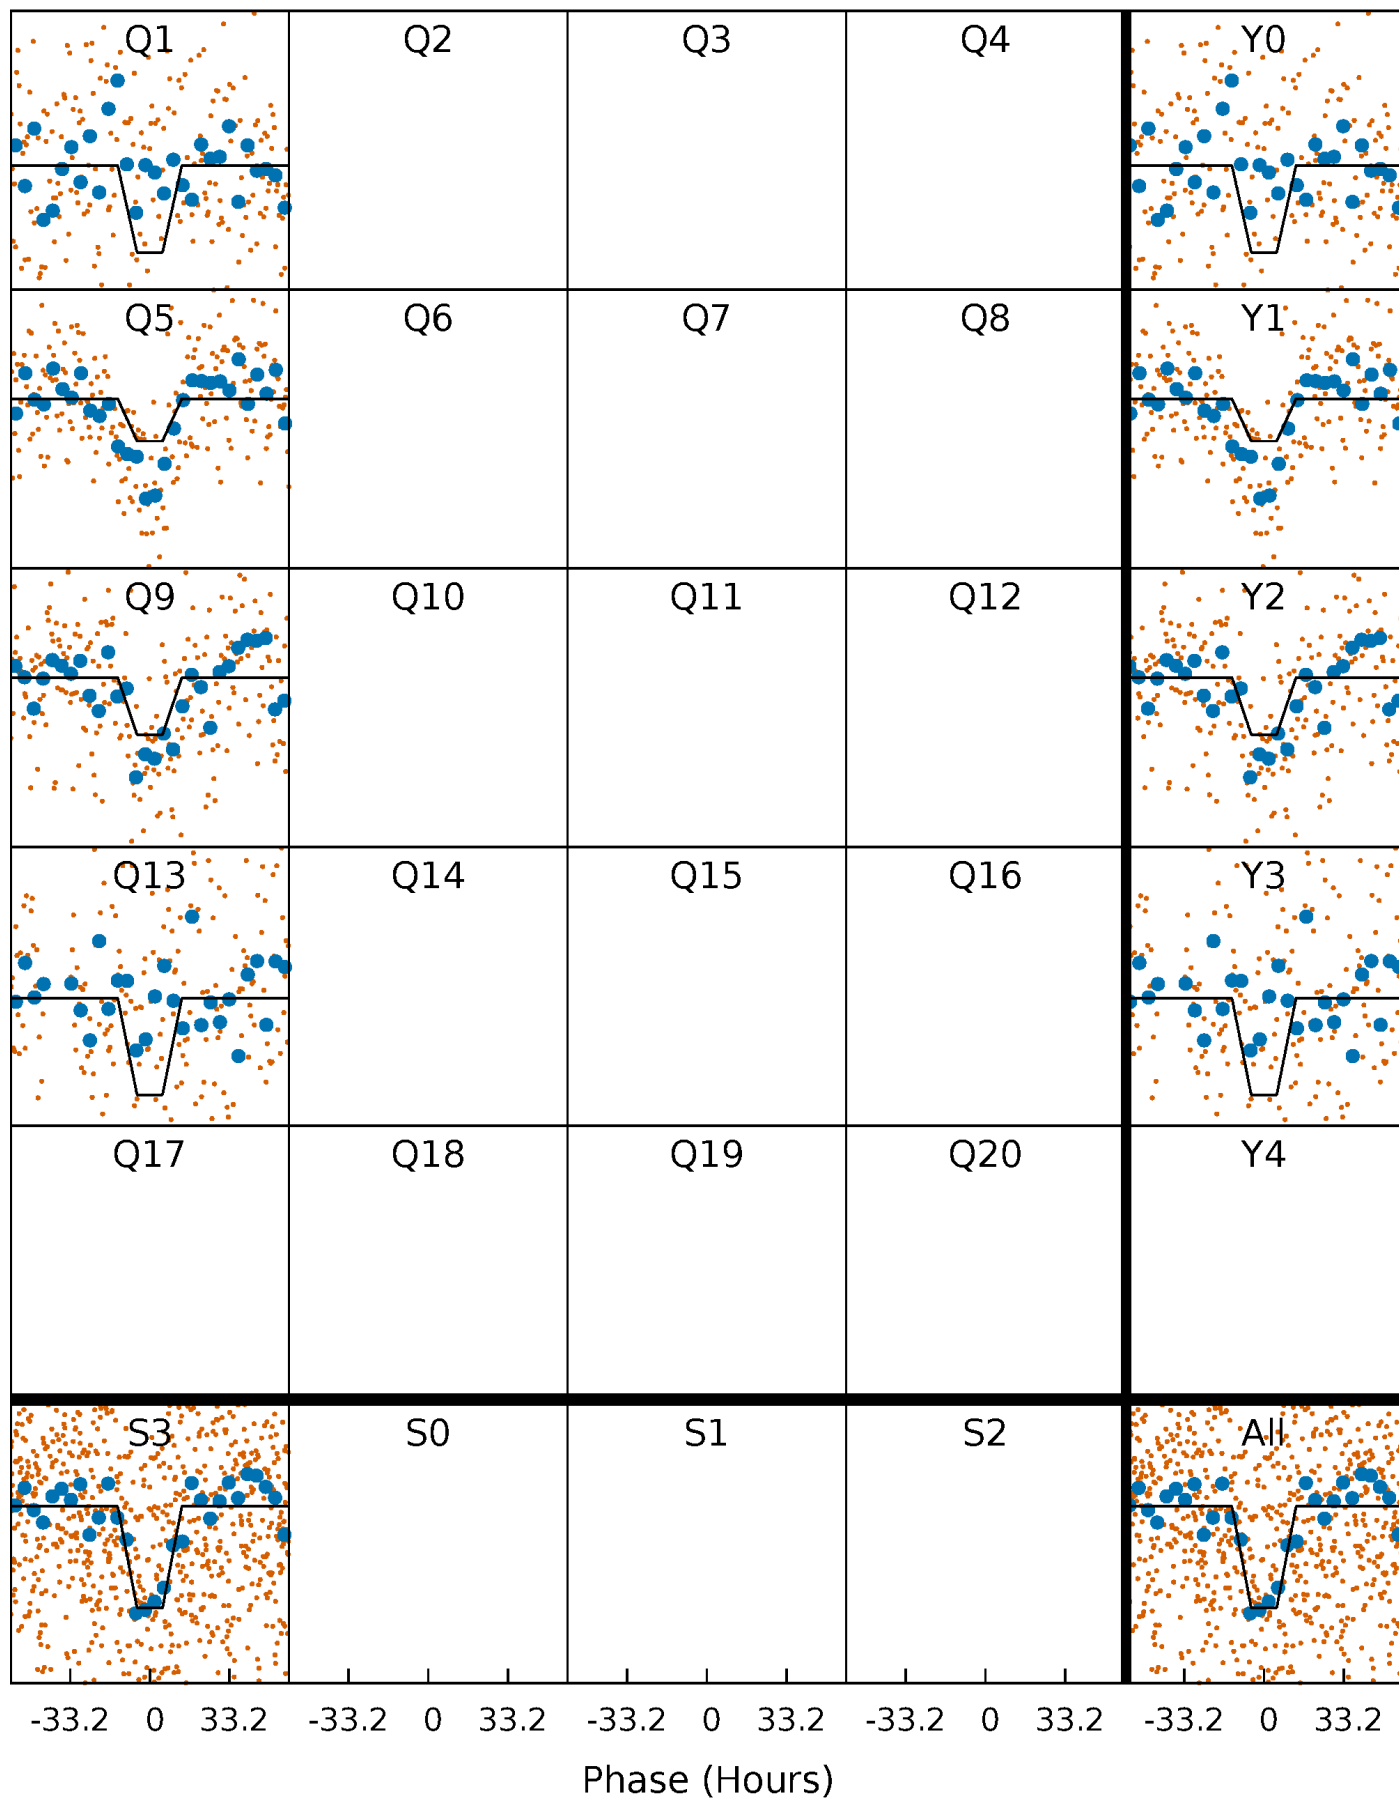 Q1 Q2 Q3 Q4 Y0
Q5 Q6 Q7 Q8 Y1
Q9 Q10 Q11 Q12 Y2
Q13 Q14 Q15 Q16 Y3
Q17 Q18 Q19 Q20 Y4
S3 S0 S1 S2 All
-33.2 0 33.2 -33.2 0 33.2 -33.2 0 33.2 -33.2 0 33.2 -33.2 0 33.2
Phase (Hours)